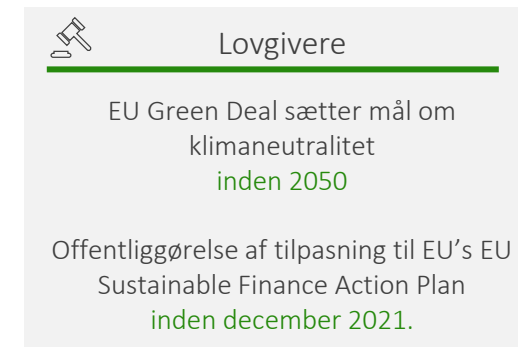 Lovgivere
EU Green Deal sætter mål om
klimaneutralitet
inden 2050
Offentliggørelse af tilpasning til EU's EU
Sustainable Finance Action Plan
inden december 2021.